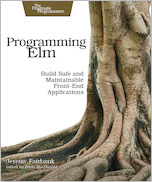 The
Pragmatic
Programmers
Programming
Elm
Build Safe and
Maintainable
Front-End
Applications
Jeremy Fairbank
edited by Brian MacDonald